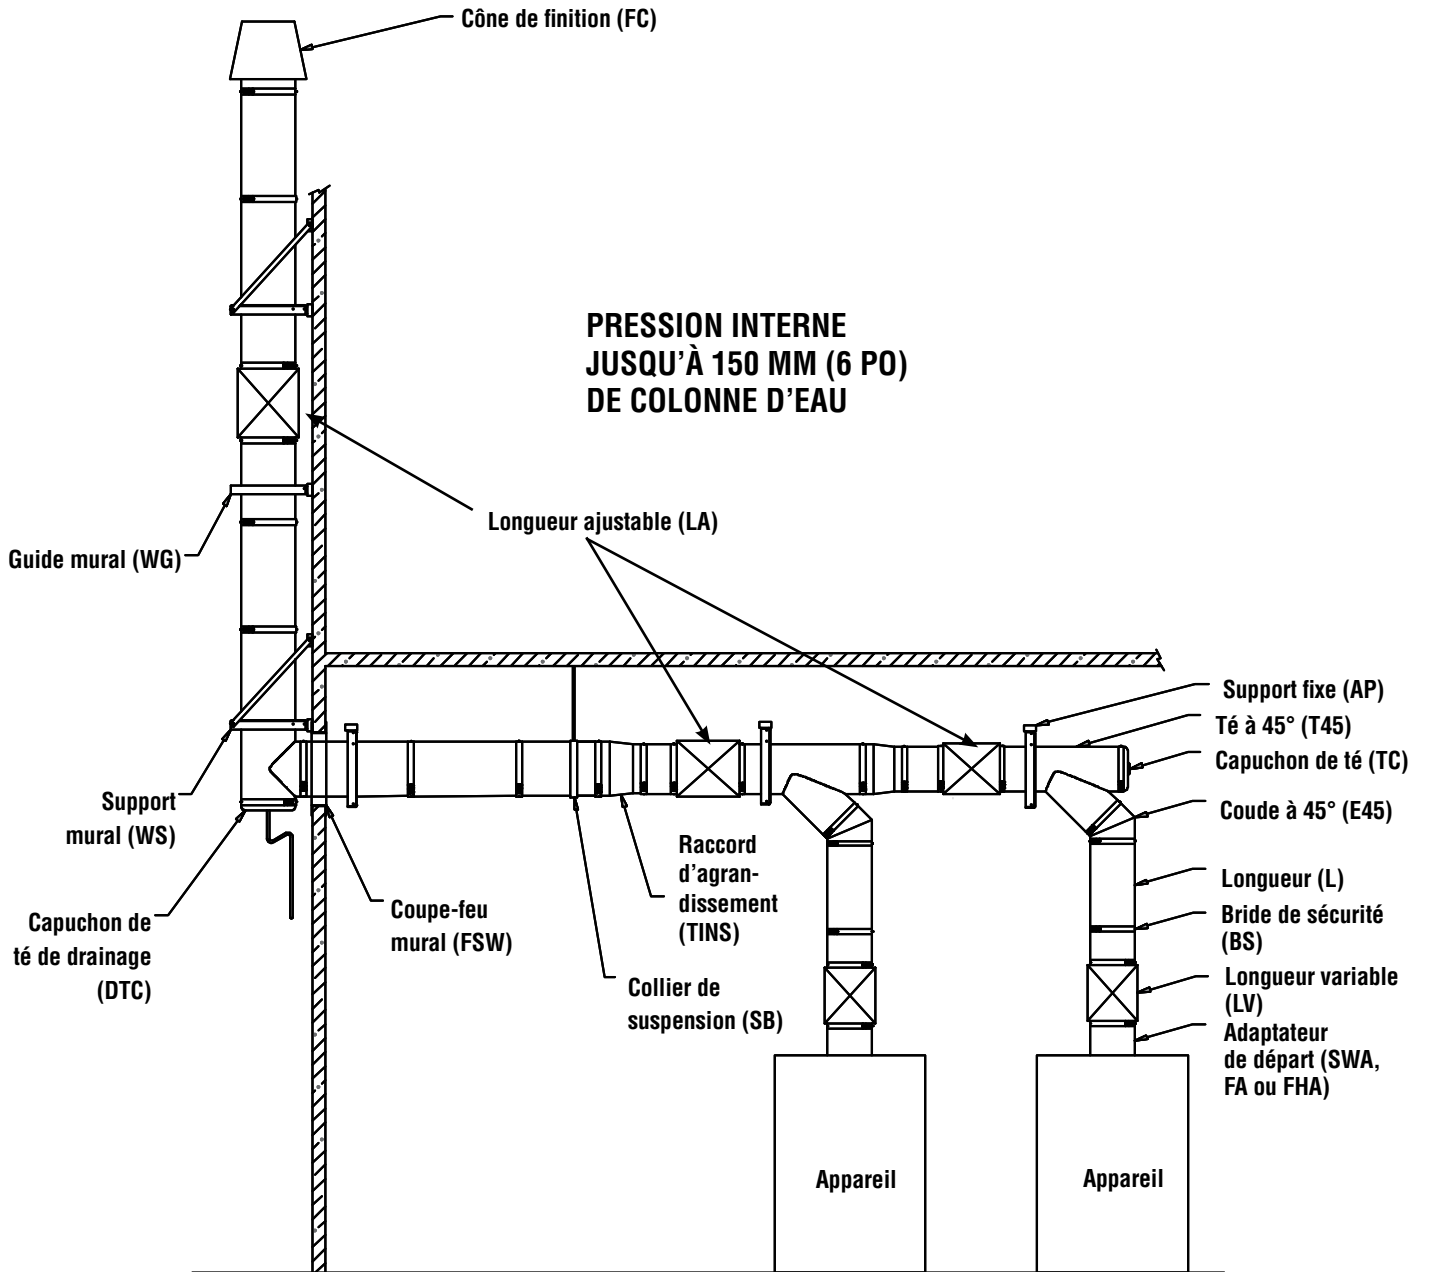 Cône de finition (FC)
PRESSION INTERNE
JUSQU’À 150 MM (6 PO)
DE COLONNE D’EAU
Longueur ajustable (LA)
Guide mural (WG)
Support fixe (AP)
Té à 45° (T45)
Capuchon de té (TC)
Support
mural (WS)
Coude à 45° (E45)
Raccord
d’agran-
dissement
(TINS)
Longueur (L)
Coupe-feu
mural (FSW)
Bride de sécurité
(BS)
Capuchon de
té de drainage
(DTC)
Collier de
suspension (SB)
Longueur variable
(LV)
Adaptateur
de départ (SWA,
FA ou FHA)
Appareil
Appareil